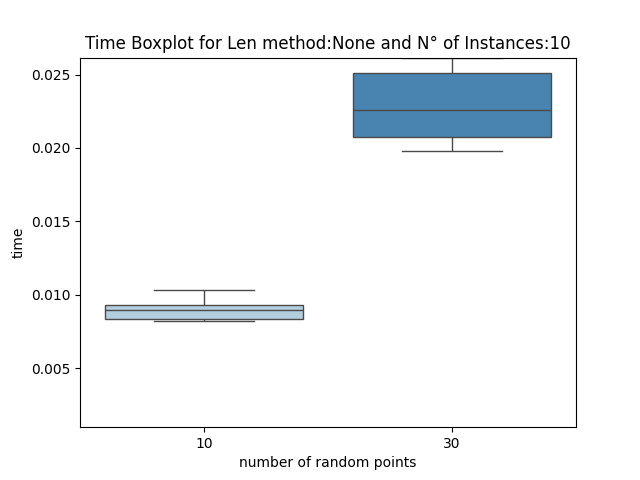 Time Boxplot for Len method:None and N° of Instances:10
0.025
0.020
0.015
0.010
0.005
time
10 30
number of random points